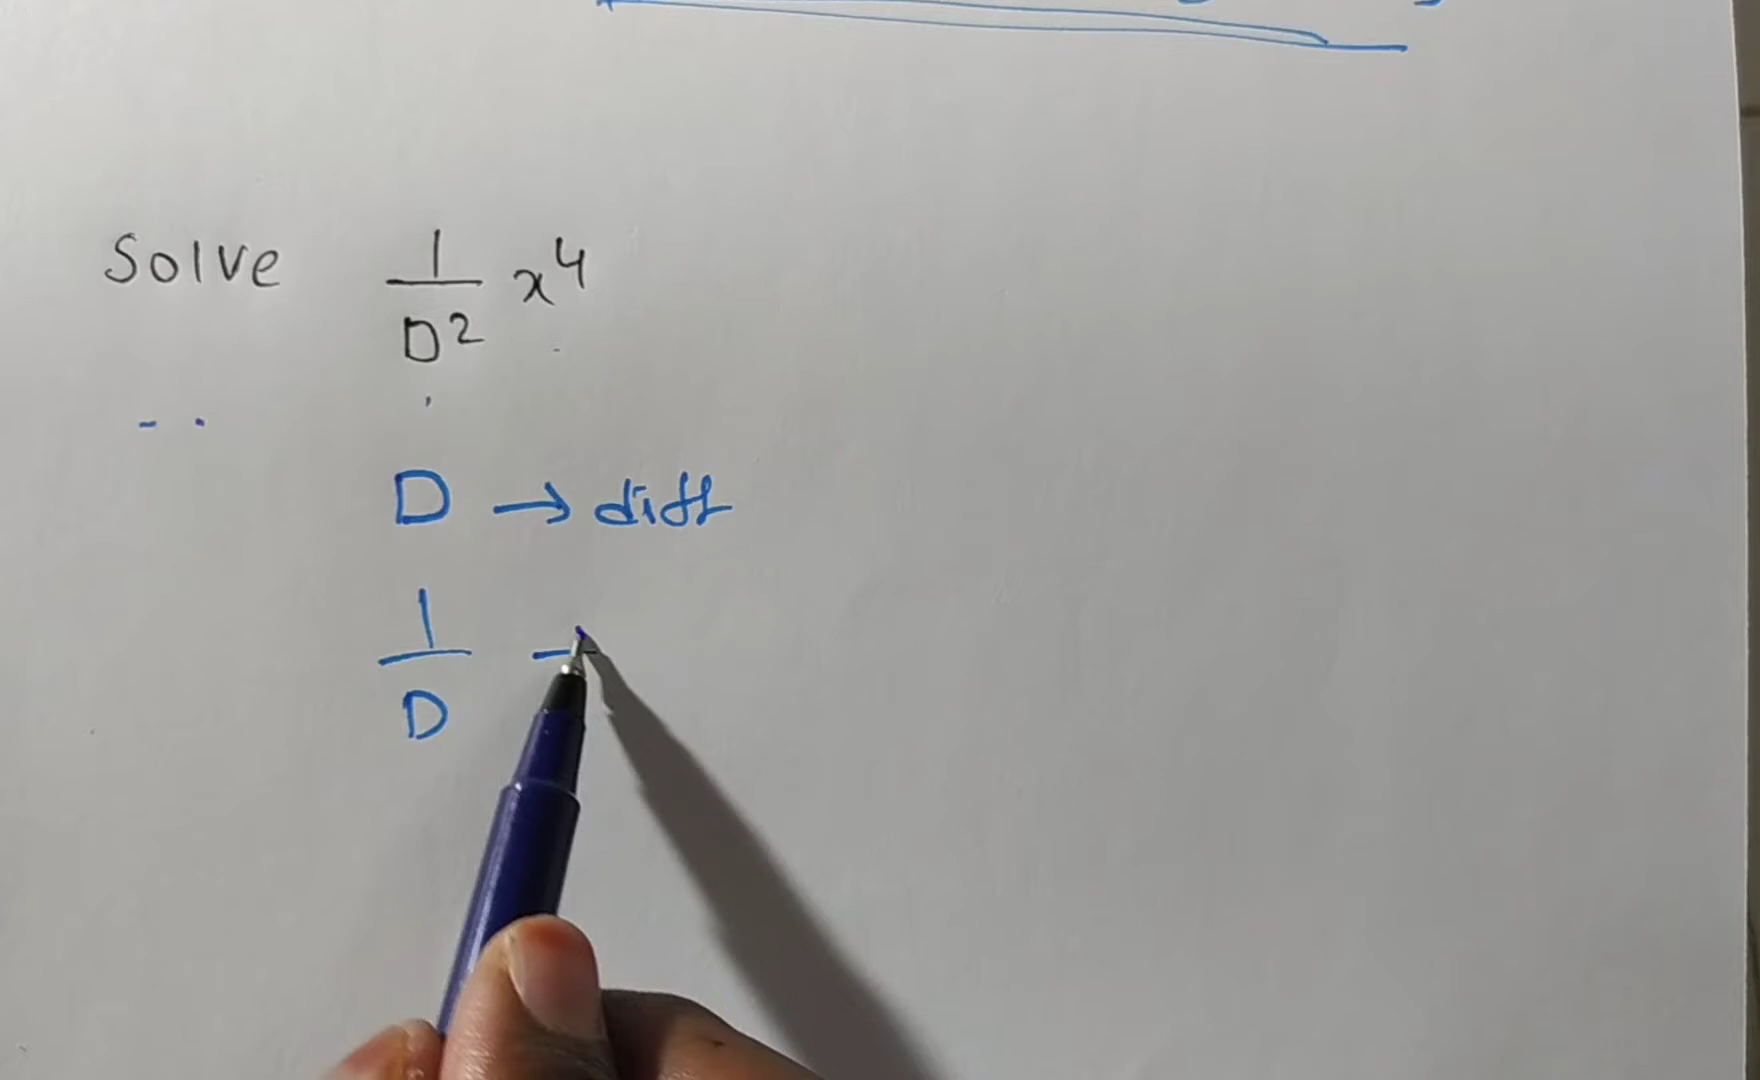 Solve 1/D² x⁴
D → diff
1/D